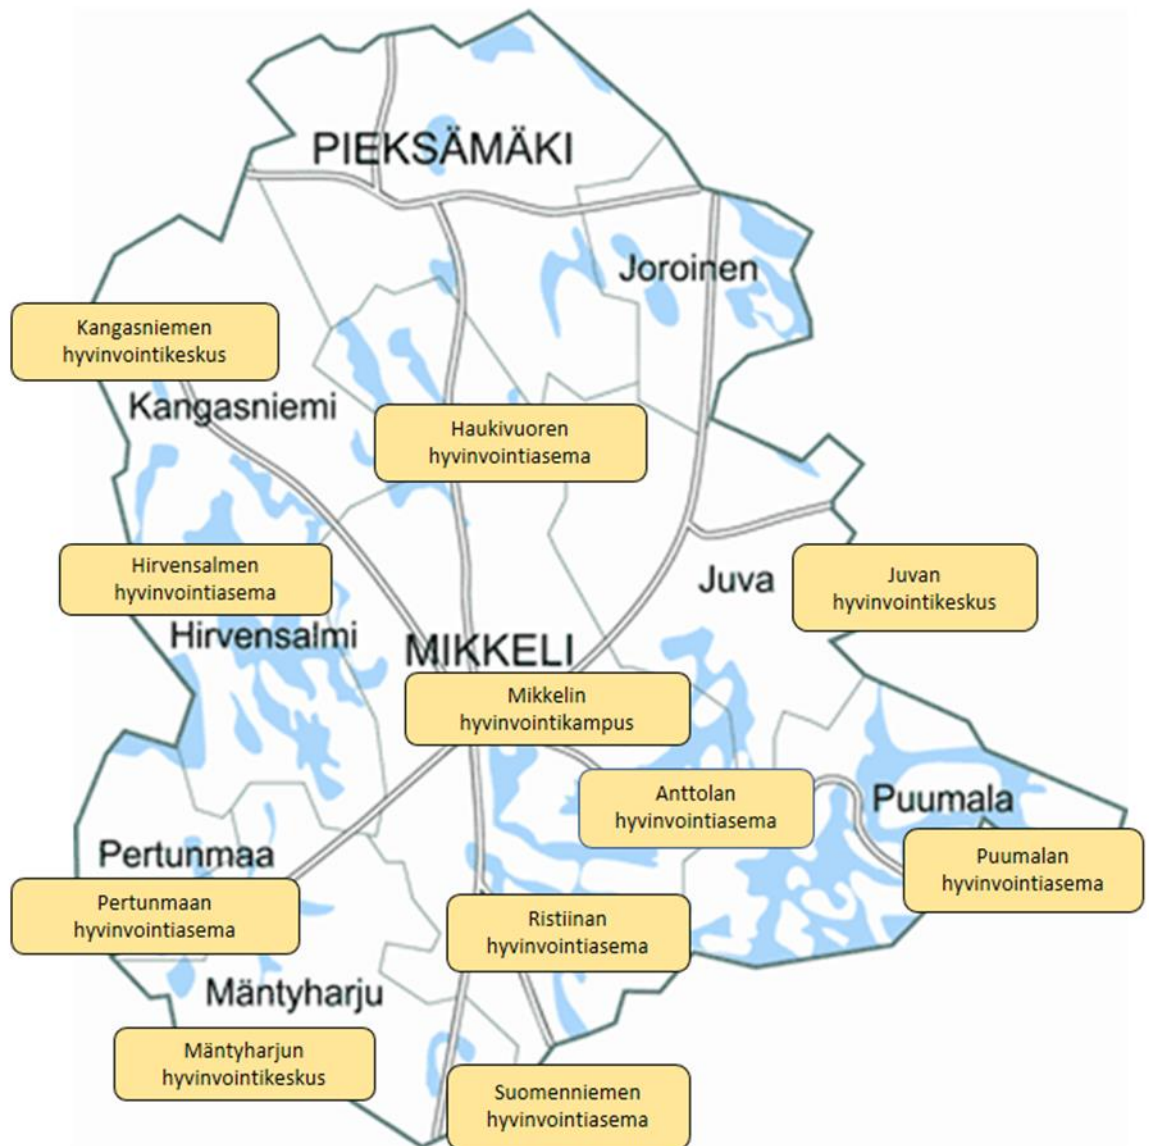 PIEKSÄMÄKI
Joroinen
Kangasniemen
hyvinvointikeskus
Kangasniemi
Haukivuoren
hyvinvointiasema
Hirvensalmen
hyvinvointiasema
Juva
Juvan
hyvinvointikeskus
Hirvensalmi
MIKKELI
Mikkelin
hyvinvointikampus
Anttolan
hyvinvointiasema
Puumala
Puumalan
hyvinvointiasema
Pertunmaa
Pertunmaan
hyvinvointiasema
Ristiinan
hyvinvointiasema
Mäntyharju
Mäntyharjun
hyvinvointikeskus
Suomenniemen
hyvinvointiasema